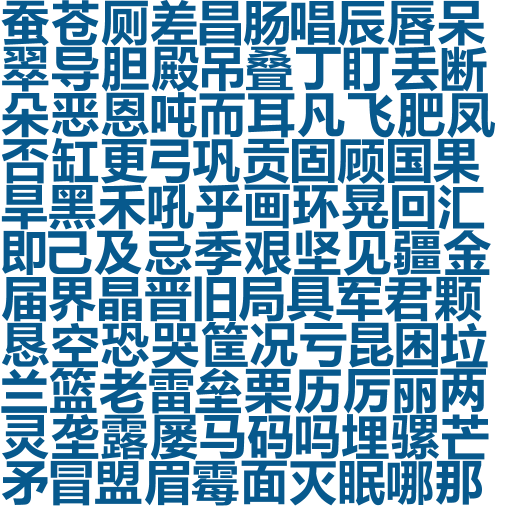 蚕苍厕差昌肠唱辰唇呆
翠导胆殿吊叠丁盯丢断
朵恶恩吨而耳凡飞肥凤
否缸更弓巩贡固顾国果
旱黑禾吼乎画环晃回汇
即己及忌季艰坚见疆金
届界晶晋旧局具军君颗
恳空恐哭筐况亏昆困垃
兰篮老雷垒栗历厉丽两
灵垄露屡马码吗埋骡芒
矛冒盟眉霉面灭眠哪那